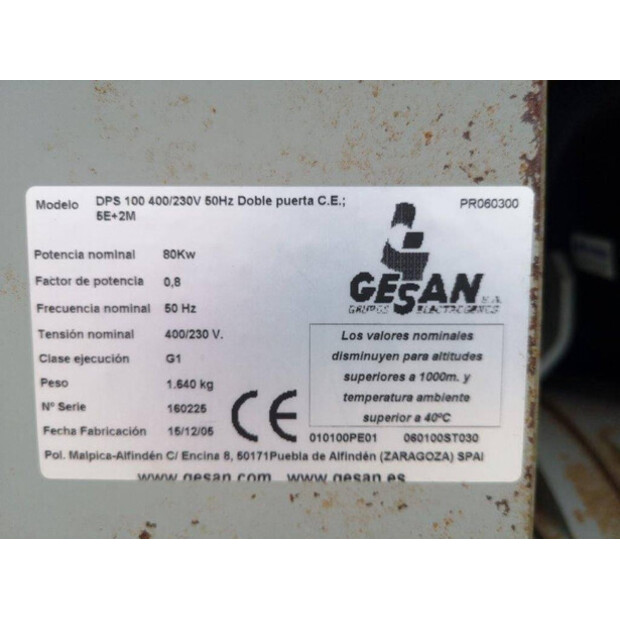 Modelo DPS 100 400/230V 50Hz Doble puerta C.E.; PR060300
5E+2M
Potencia nominal 80Kw
Factor de potencia 0,8
Frecuencia nominal 50 Hz
Tensión nominal 400/230 V.
Clase ejecución G1
Peso 1.640 kg
Nº Serie 160225
Fecha Fabricación 15/12/05
CE
GESAN S.A.
GRUPOS ELECTROGENOS
Los valores nominales
disminuyen para altitudes
superiores a 1000m. y
temperatura ambiente
superior a 40ºC
010100PE01 060100ST030
Pol. Malpica-Alfindén C/ Encina 8, 50171Puebla de Alfindén (ZARAGOZA) SPAI
www.gesan.com www.gesan.es